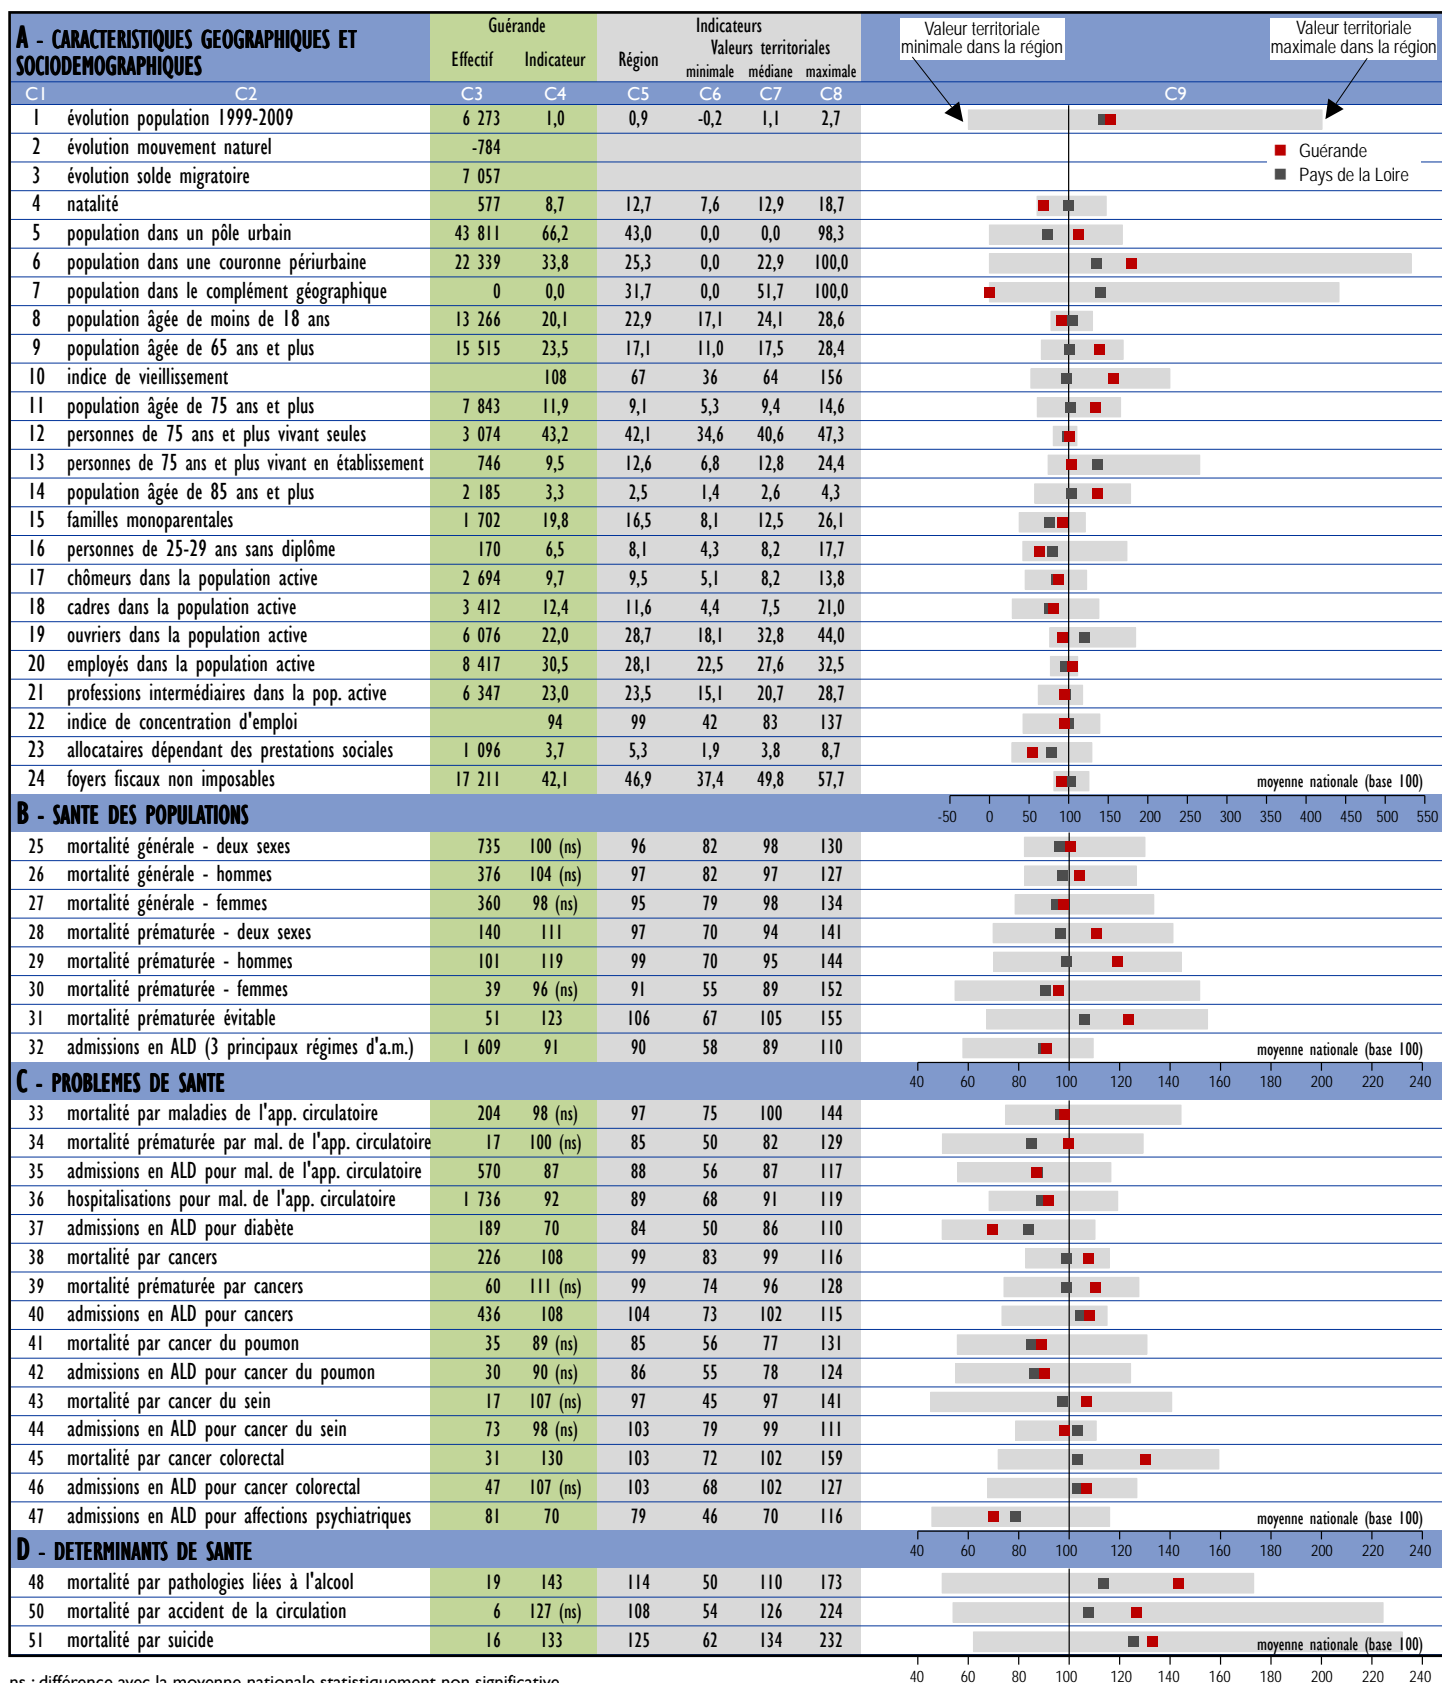 A - CARACTERISTIQUES GEOGRAPHIQUES ET SOCIODEMOGRAPHIQUES
Guérande
Effectif Indicateur
Indicateurs
Région
Valeurs territoriales
minimale médiane maximale
Valeur territoriale minimale dans la région
Valeur territoriale maximale dans la région
C1 C2 C3 C4 C5 C6 C7 C8 C9
1 évolution population 1999-2009 6 273 1,0 0,9 -0,2 1,1 2,7
2 évolution mouvement naturel -784
Guérande
3 évolution solde migratoire 7 057
Pays de la Loire
4 natalité 577 8,7 12,7 7,6 12,9 18,7
5 population dans un pôle urbain 43 811 66,2 43,0 0,0 0,0 98,3
6 population dans une couronne périurbaine 22 339 33,8 25,3 0,0 22,9 100,0
7 population dans le complément géographique 0 0,0 31,7 0,0 51,7 100,0
8 population âgée de moins de 18 ans 13 266 20,1 22,9 17,1 24,1 28,6
9 population âgée de 65 ans et plus 15 515 23,5 17,1 11,0 17,5 28,4
10 indice de vieillissement 108 67 36 64 156
11 population âgée de 75 ans et plus 7 843 11,9 9,1 5,3 9,4 14,6
12 personnes de 75 ans et plus vivant seules 3 074 43,2 42,1 34,6 40,6 47,3
13 personnes de 75 ans et plus vivant en établissement 746 9,5 12,6 6,8 12,8 24,4
14 population âgée de 85 ans et plus 2 185 3,3 2,5 1,4 2,6 4,3
15 familles monoparentales 1 702 19,8 16,5 8,1 12,5 26,1
16 personnes de 25-29 ans sans diplôme 170 6,5 8,1 4,3 8,2 17,7
17 chômeurs dans la population active 2 694 9,7 9,5 5,1 8,2 13,8
18 cadres dans la population active 3 412 12,4 11,6 4,4 7,5 21,0
19 ouvriers dans la population active 6 076 22,0 28,7 18,1 32,8 44,0
20 employés dans la population active 8 417 30,5 28,1 22,5 27,6 32,5
21 professions intermédiaires dans la pop. active 6 347 23,0 23,5 15,1 20,7 28,7
22 indice de concentration d'emploi 94 99 42 83 137
23 allocataires dépendant des prestations sociales 1 096 3,7 5,3 1,9 3,8 8,7
24 foyers fiscaux non imposables 17 211 42,1 46,9 37,4 49,8 57,7 moyenne nationale (base 100)
B - SANTE DES POPULATIONS
-50 0 50 100 150 200 250 300 350 400 450 500 550
25 mortalité générale - deux sexes 735 100 (ns) 96 82 98 130
26 mortalité générale - hommes 376 104 (ns) 97 82 97 127
27 mortalité générale - femmes 360 98 (ns) 95 79 98 134
28 mortalité prématurée - deux sexes 140 111 97 70 94 141
29 mortalité prématurée - hommes 101 119 99 70 95 144
30 mortalité prématurée - femmes 39 96 (ns) 91 55 89 152
31 mortalité prématurée évitable 51 123 106 67 105 155
32 admissions en ALD (3 principaux régimes d'a.m.) 1 609 91 90 58 89 110 moyenne nationale (base 100)
C - PROBLEMES DE SANTE
40 60 80 100 120 140 160 180 200 220 240
33 mortalité par maladies de l'app. circulatoire 204 98 (ns) 97 75 100 144
34 mortalité prématurée par mal. de l'app. circulatoire 17 100 (ns) 85 50 82 129
35 admissions en ALD pour mal. de l'app. circulatoire 570 87 88 56 87 117
36 hospitalisations pour mal. de l'app. circulatoire 1 736 92 89 68 91 119
37 admissions en ALD pour diabète 189 70 84 50 86 110
38 mortalité par cancers 226 108 99 83 99 116
39 mortalité prématurée par cancers 60 111 (ns) 99 74 96 128
40 admissions en ALD pour cancers 436 108 104 73 102 115
41 mortalité par cancer du poumon 35 89 (ns) 85 56 77 131
42 admissions en ALD pour cancer du poumon 30 90 (ns) 86 55 78 124
43 mortalité par cancer du sein 17 107 (ns) 97 45 97 141
44 admissions en ALD pour cancer du sein 73 98 (ns) 103 79 99 111
45 mortalité par cancer colorectal 31 130 103 72 102 159
46 admissions en ALD pour cancer colorectal 47 107 (ns) 103 68 102 127
47 admissions en ALD pour affections psychiatriques 81 70 79 46 70 116 moyenne nationale (base 100)
D - DETERMINANTS DE SANTE
40 60 80 100 120 140 160 180 200 220 240
48 mortalité par pathologies liées à l'alcool 19 143 114 50 110 173
50 mortalité par accident de la circulation 6 127 (ns) 108 54 126 224
51 mortalité par suicide 16 133 125 62 134 232 moyenne nationale (base 100)
40 60 80 100 120 140 160 180 200 220 240
ns : différence avec la moyenne nationale statistiquement non significative